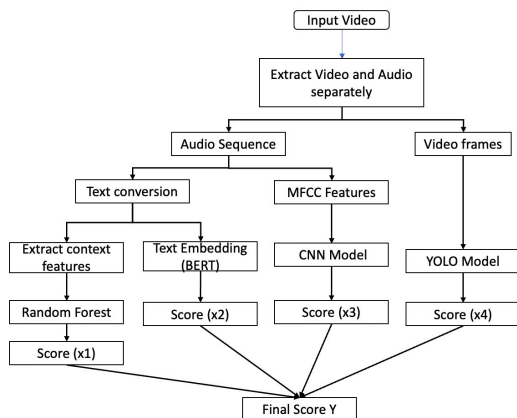 Input Video
Extract Video and Audio
separately
Audio Sequence
Video frames
Text conversion
MFCC Features
Extract context
features
Text Embedding
(BERT)
CNN Model
YOLO Model
Random Forest
Score (x2)
Score (x3)
Score (x4)
Score (x1)
Final Score Y